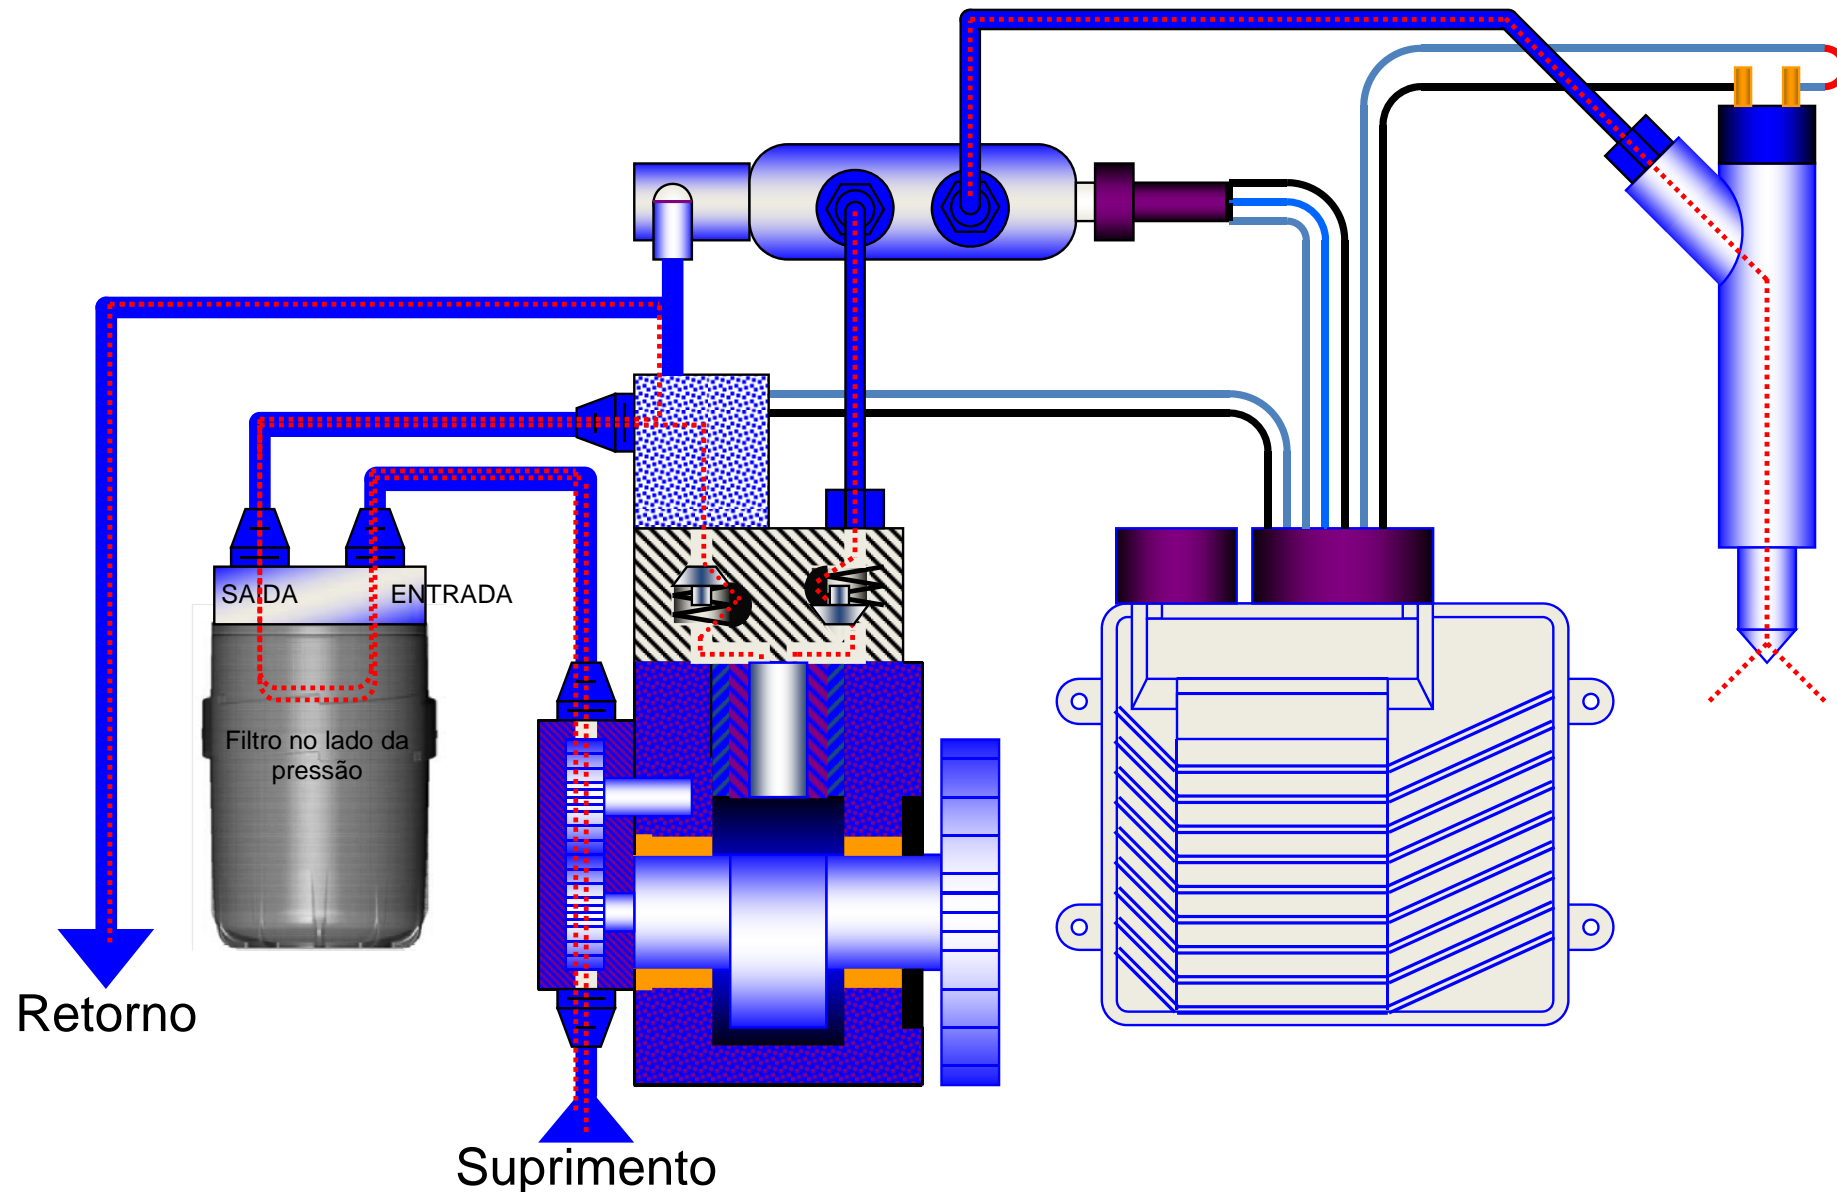 SAÍDA
ENTRADA
Filtro no lado da
pressão
Retorno
Suprimento